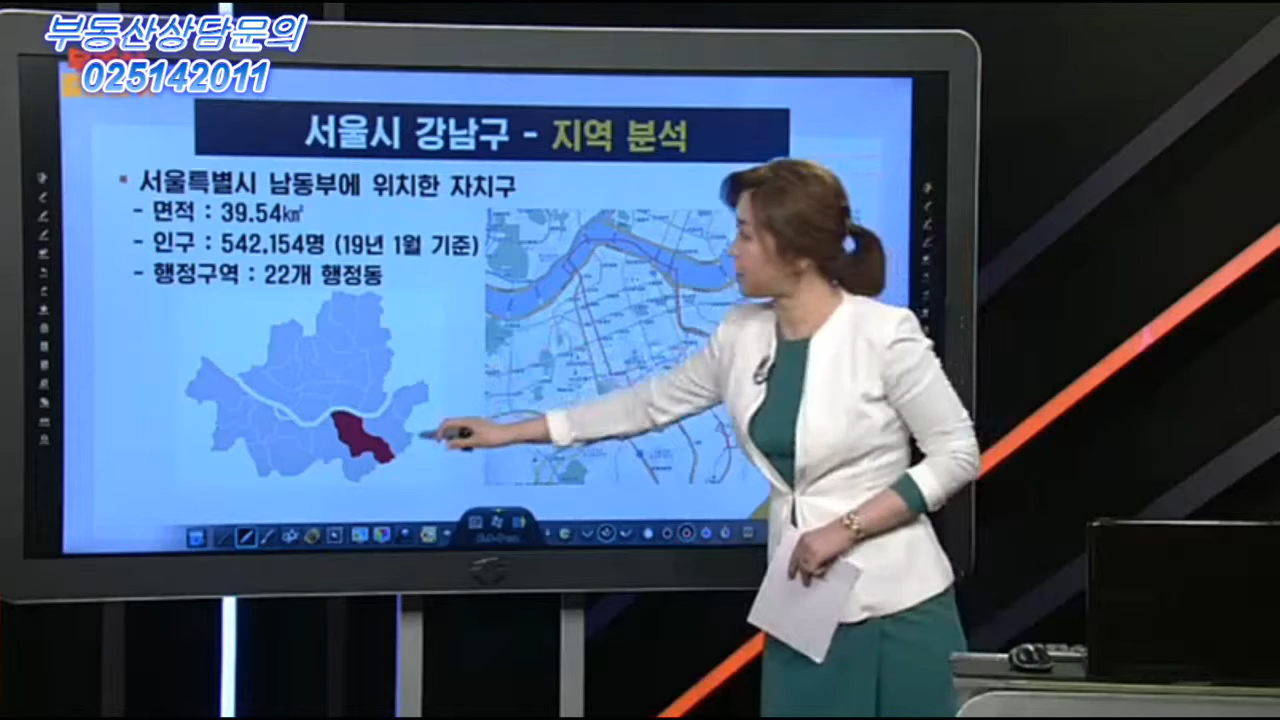 부동산상담문의
025142011
서울시 강남구 - 지역 분석
▪ 서울특별시 남동부에 위치한 자치구
- 면적 : 39.54㎢
- 인구 : 542,154명 (19년 1월 기준)
- 행정구역 : 22개 행정동